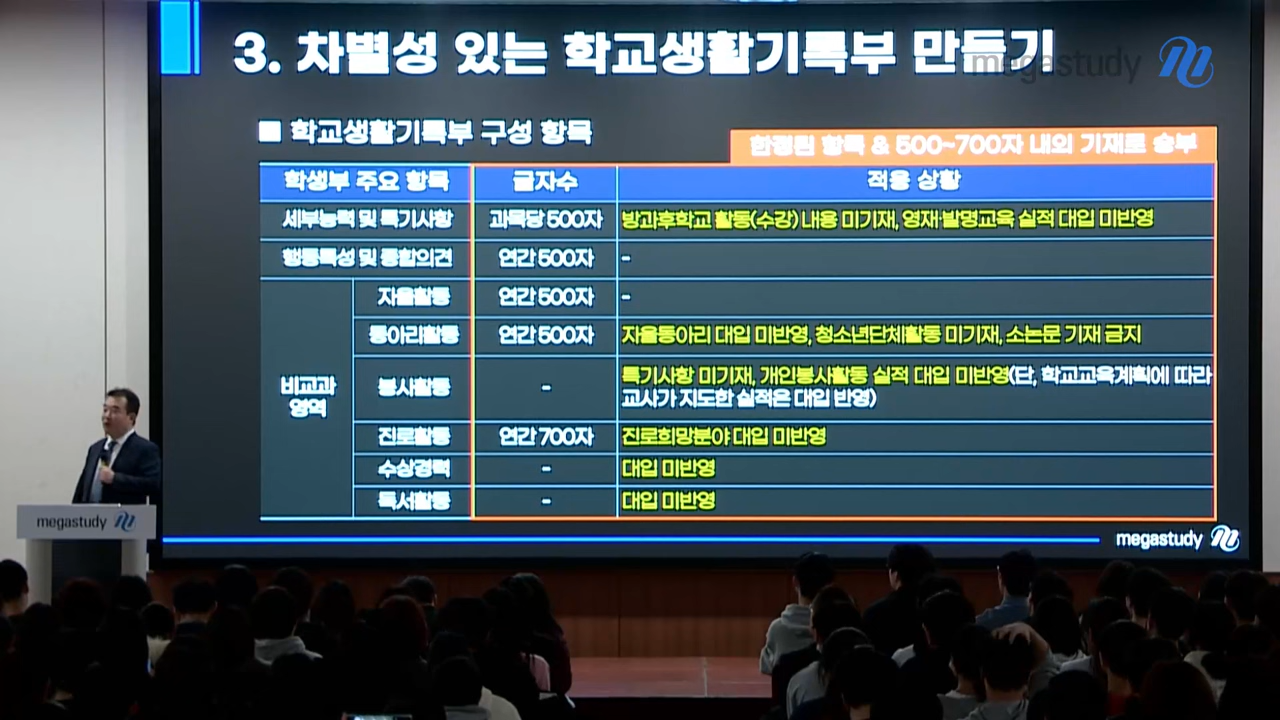 3. 차별성 있는 학교생활기록부 만들기
megastudy
■ 학교생활기록부 구성 항목
한정된 항목 & 500~700자 내외 기재로 승부
학생부 주요 항목 글자수 적용 상황
세부능력 및 특기사항 과목당 500자 방과후학교 활동(수강) 내용 미기재, 영재·발명교육 실적 대입 미반영
행동특성 및 종합의견 연간 500자 -
비교과
영역
자율활동 연간 500자 -
동아리활동 연간 500자 자율동아리 대입 미반영, 청소년단체활동 미기재, 소논문 기재 금지
봉사활동 - 특기사항 미기재, 개인봉사활동 실적 대입 미반영(단, 학교교육계획에 따라
교사가 지도한 실적은 대입 반영)
진로활동 연간 700자 진로희망분야 대입 미반영
수상경력 - 대입 미반영
독서활동 - 대입 미반영
megastudy
megastudy